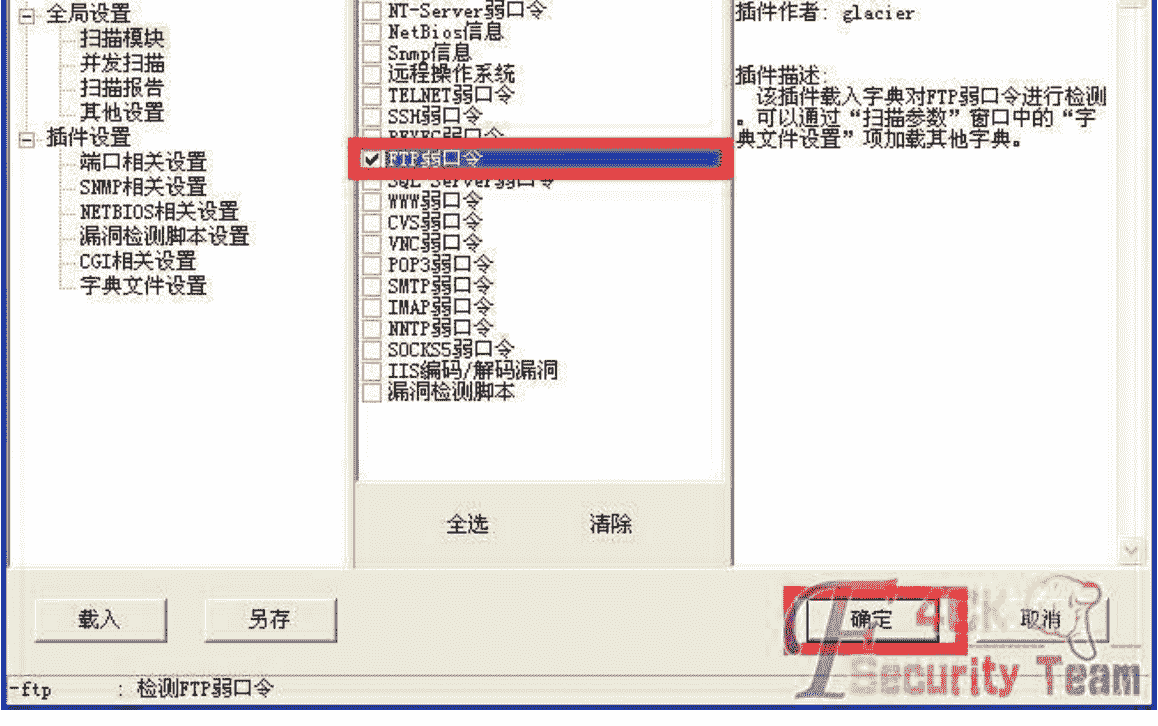 全局设置
扫描模块
并发扫描
扫描报告
其他设置
插件设置
端口相关设置
SNMP相关设置
NETBIOS相关设置
漏洞检测脚本设置
CGI相关设置
字典文件设置
NT-Server弱口令
NetBios信息
Snmp信息
远程操作系统
TELNET弱口令
SSH弱口令
REXEC弱口令
FTP弱口令
SQL-Server弱口令
WWW弱口令
CVS弱口令
VNC弱口令
POP3弱口令
SMTP弱口令
IMAP弱口令
NNTP弱口令
SOCKS5弱口令
IIS编码/解码漏洞
漏洞检测脚本
全选 清除
插件作者: glacier
插件描述:
该插件载入字典对FTP弱口令进行检测
。可以通过“扫描参数”窗口中的“字
典文件设置”项加载其他字典。
载入 另存 确定 取消
F4CK
Security Team
-ftp : 检测FTP弱口令